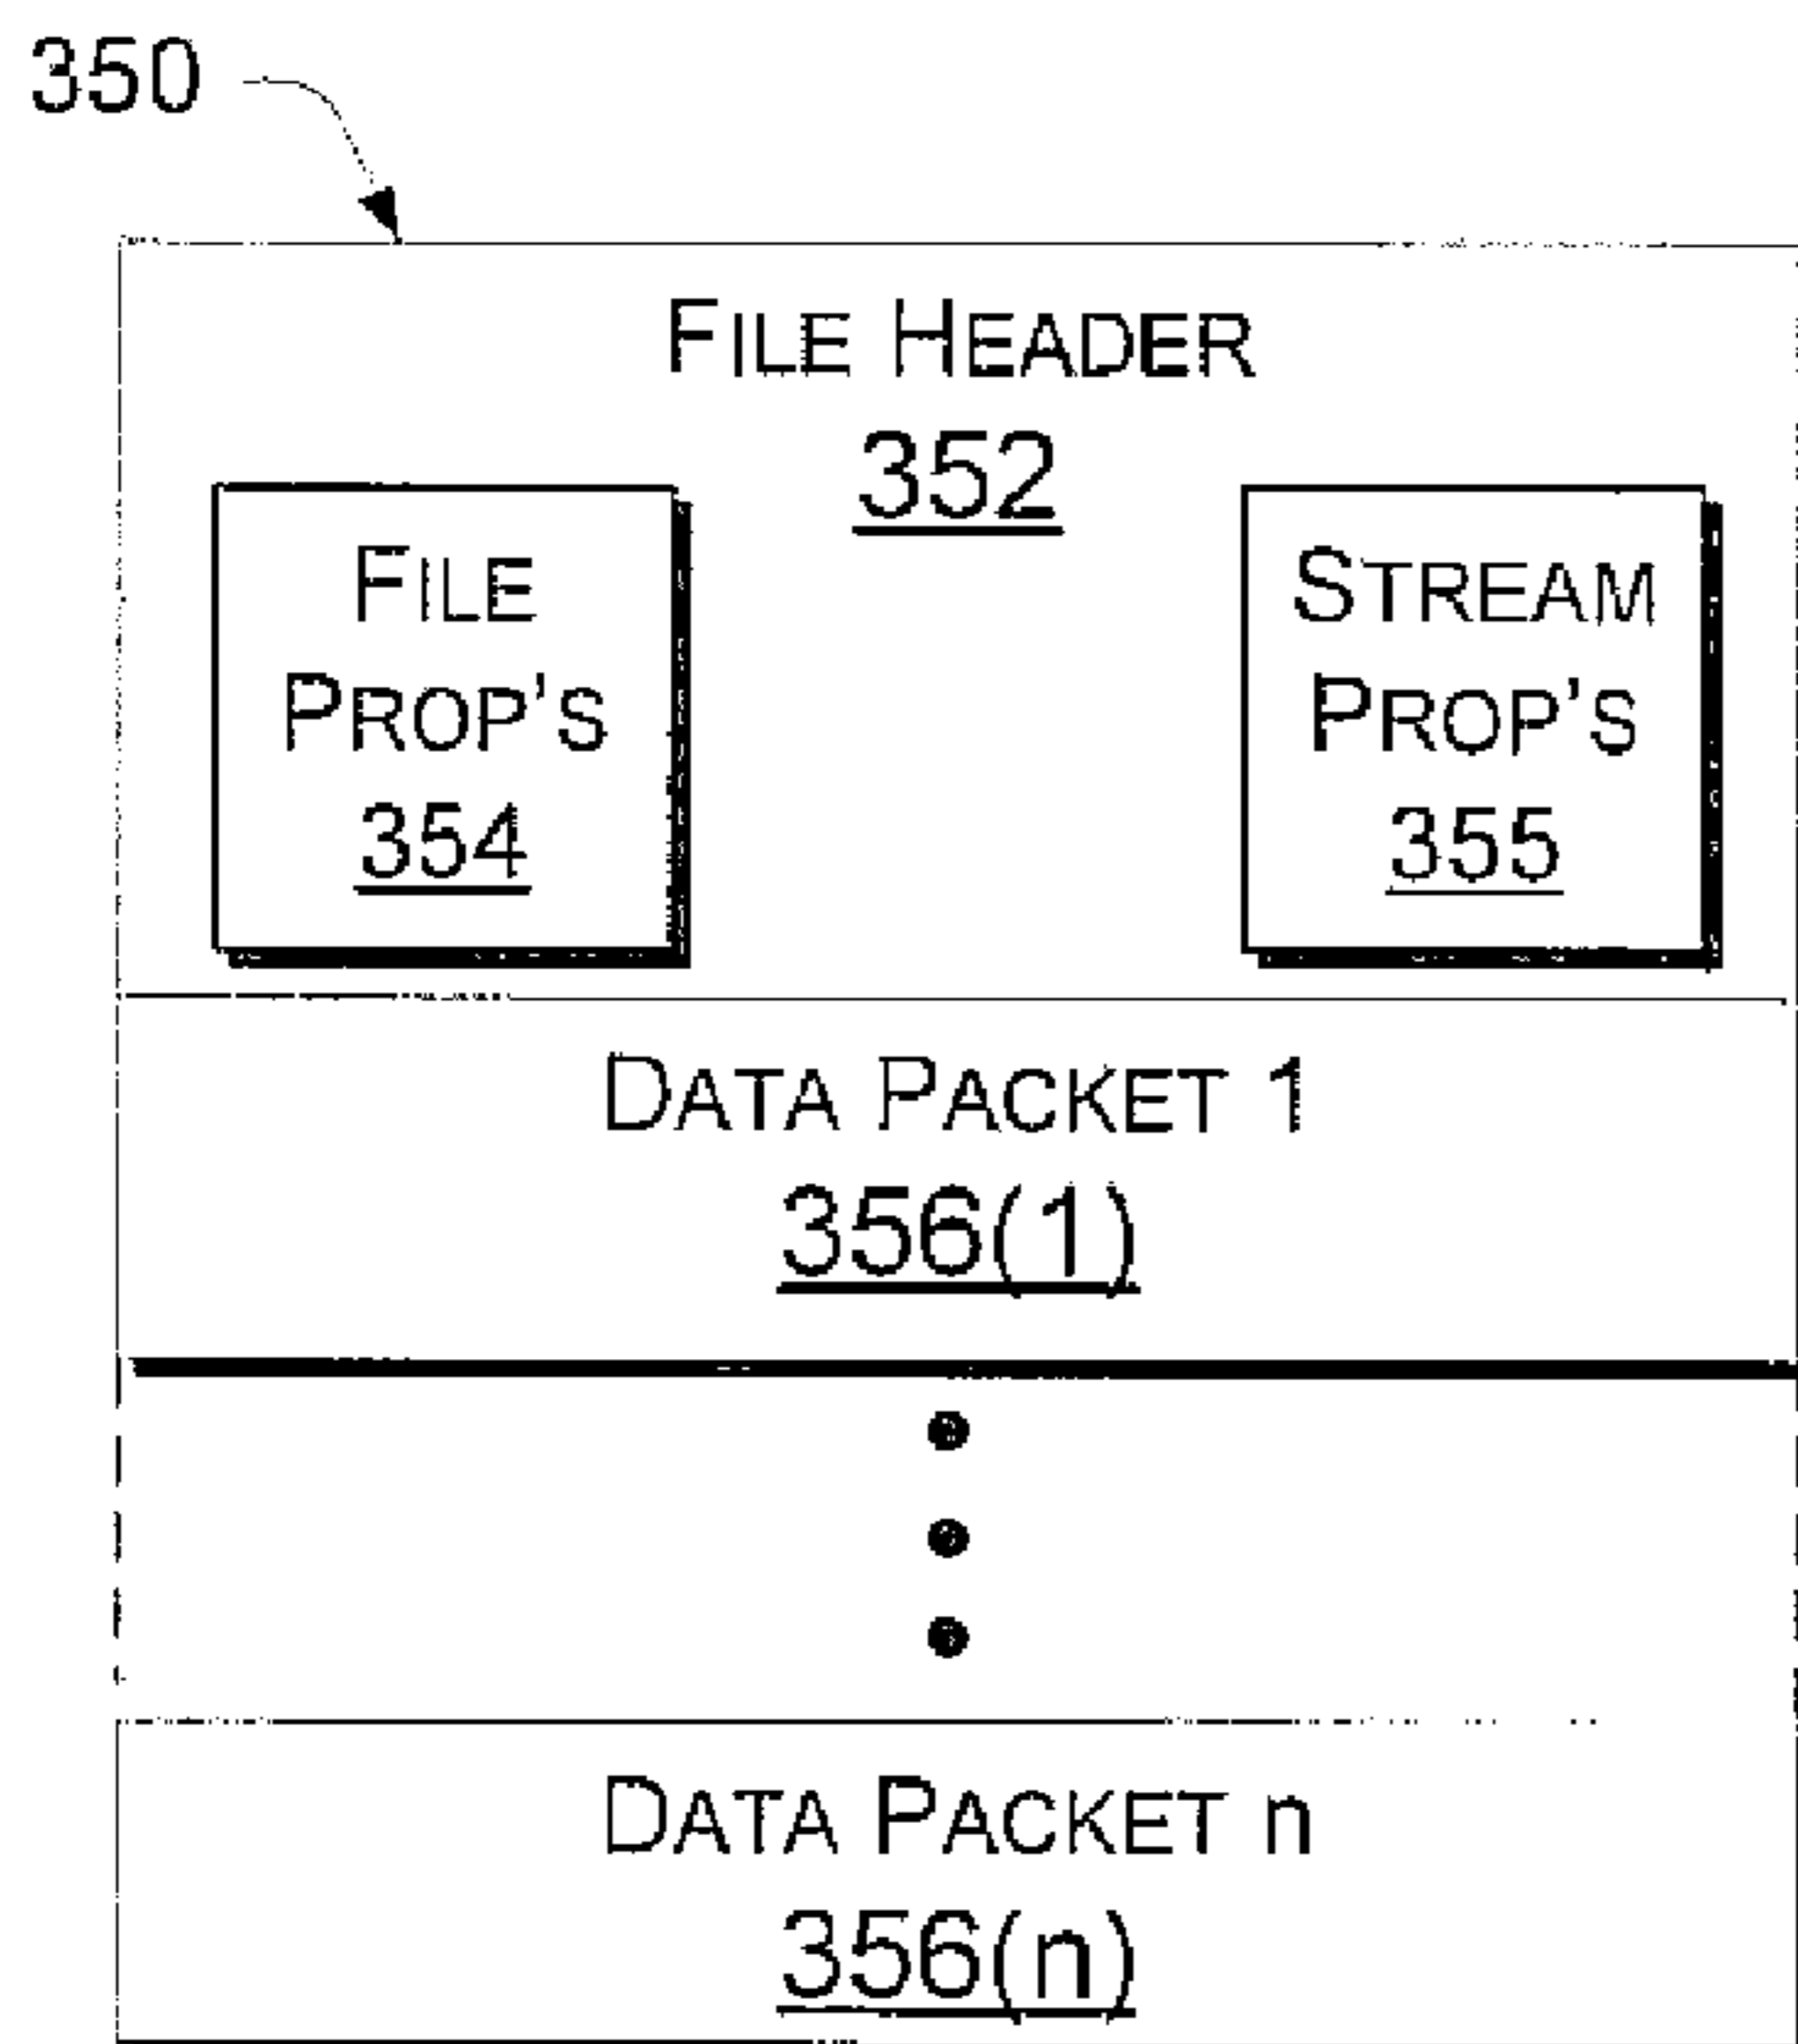 350
FILE HEADER
352
FILE
PROP'S
354
STREAM
PROP'S
355
DATA PACKET 1
356(1)
DATA PACKET n
356(n)